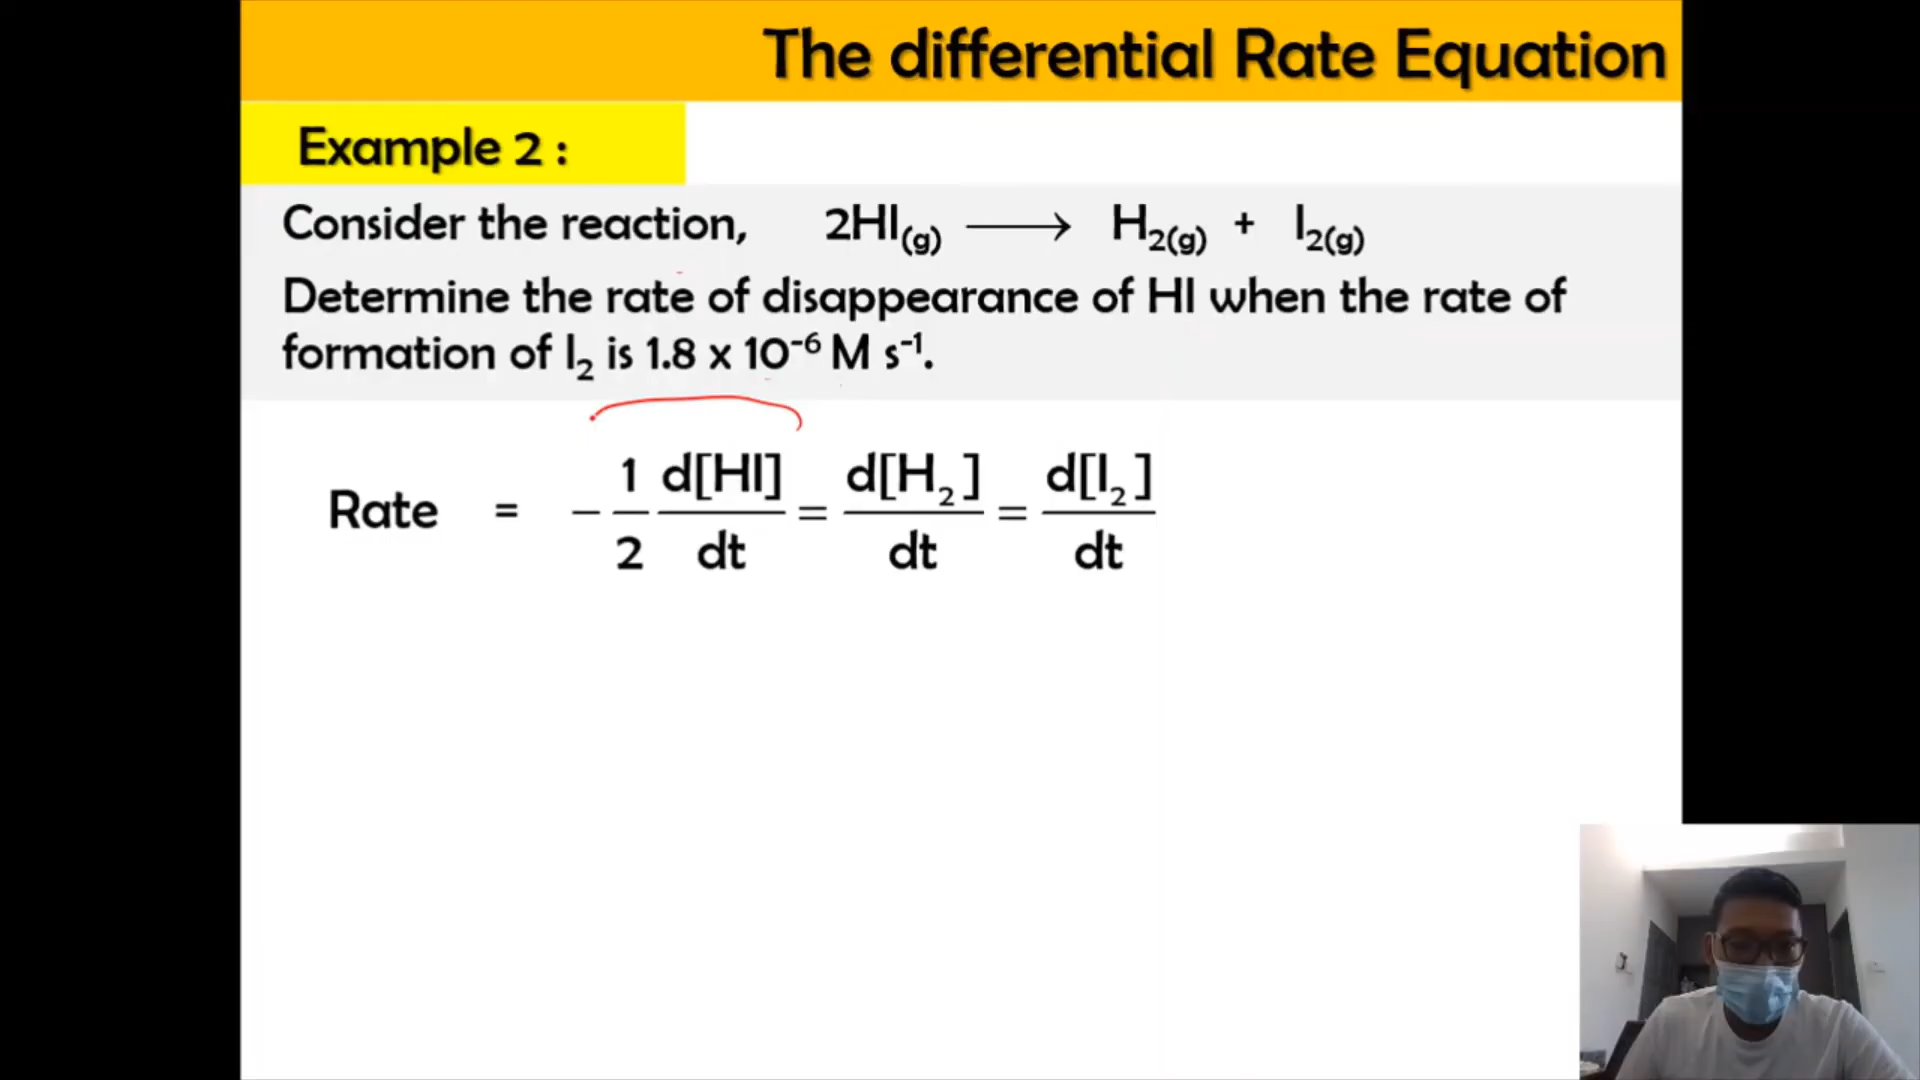 The differential Rate Equation
Example 2 :
Consider the reaction, 2HI(g) ⟶ H₂(g) + I₂(g)
Determine the rate of disappearance of HI when the rate of
formation of I₂ is 1.8 x 10⁻⁶ M s⁻¹.
Rate = − 1/2 d[HI]/dt = d[H₂]/dt = d[I₂]/dt